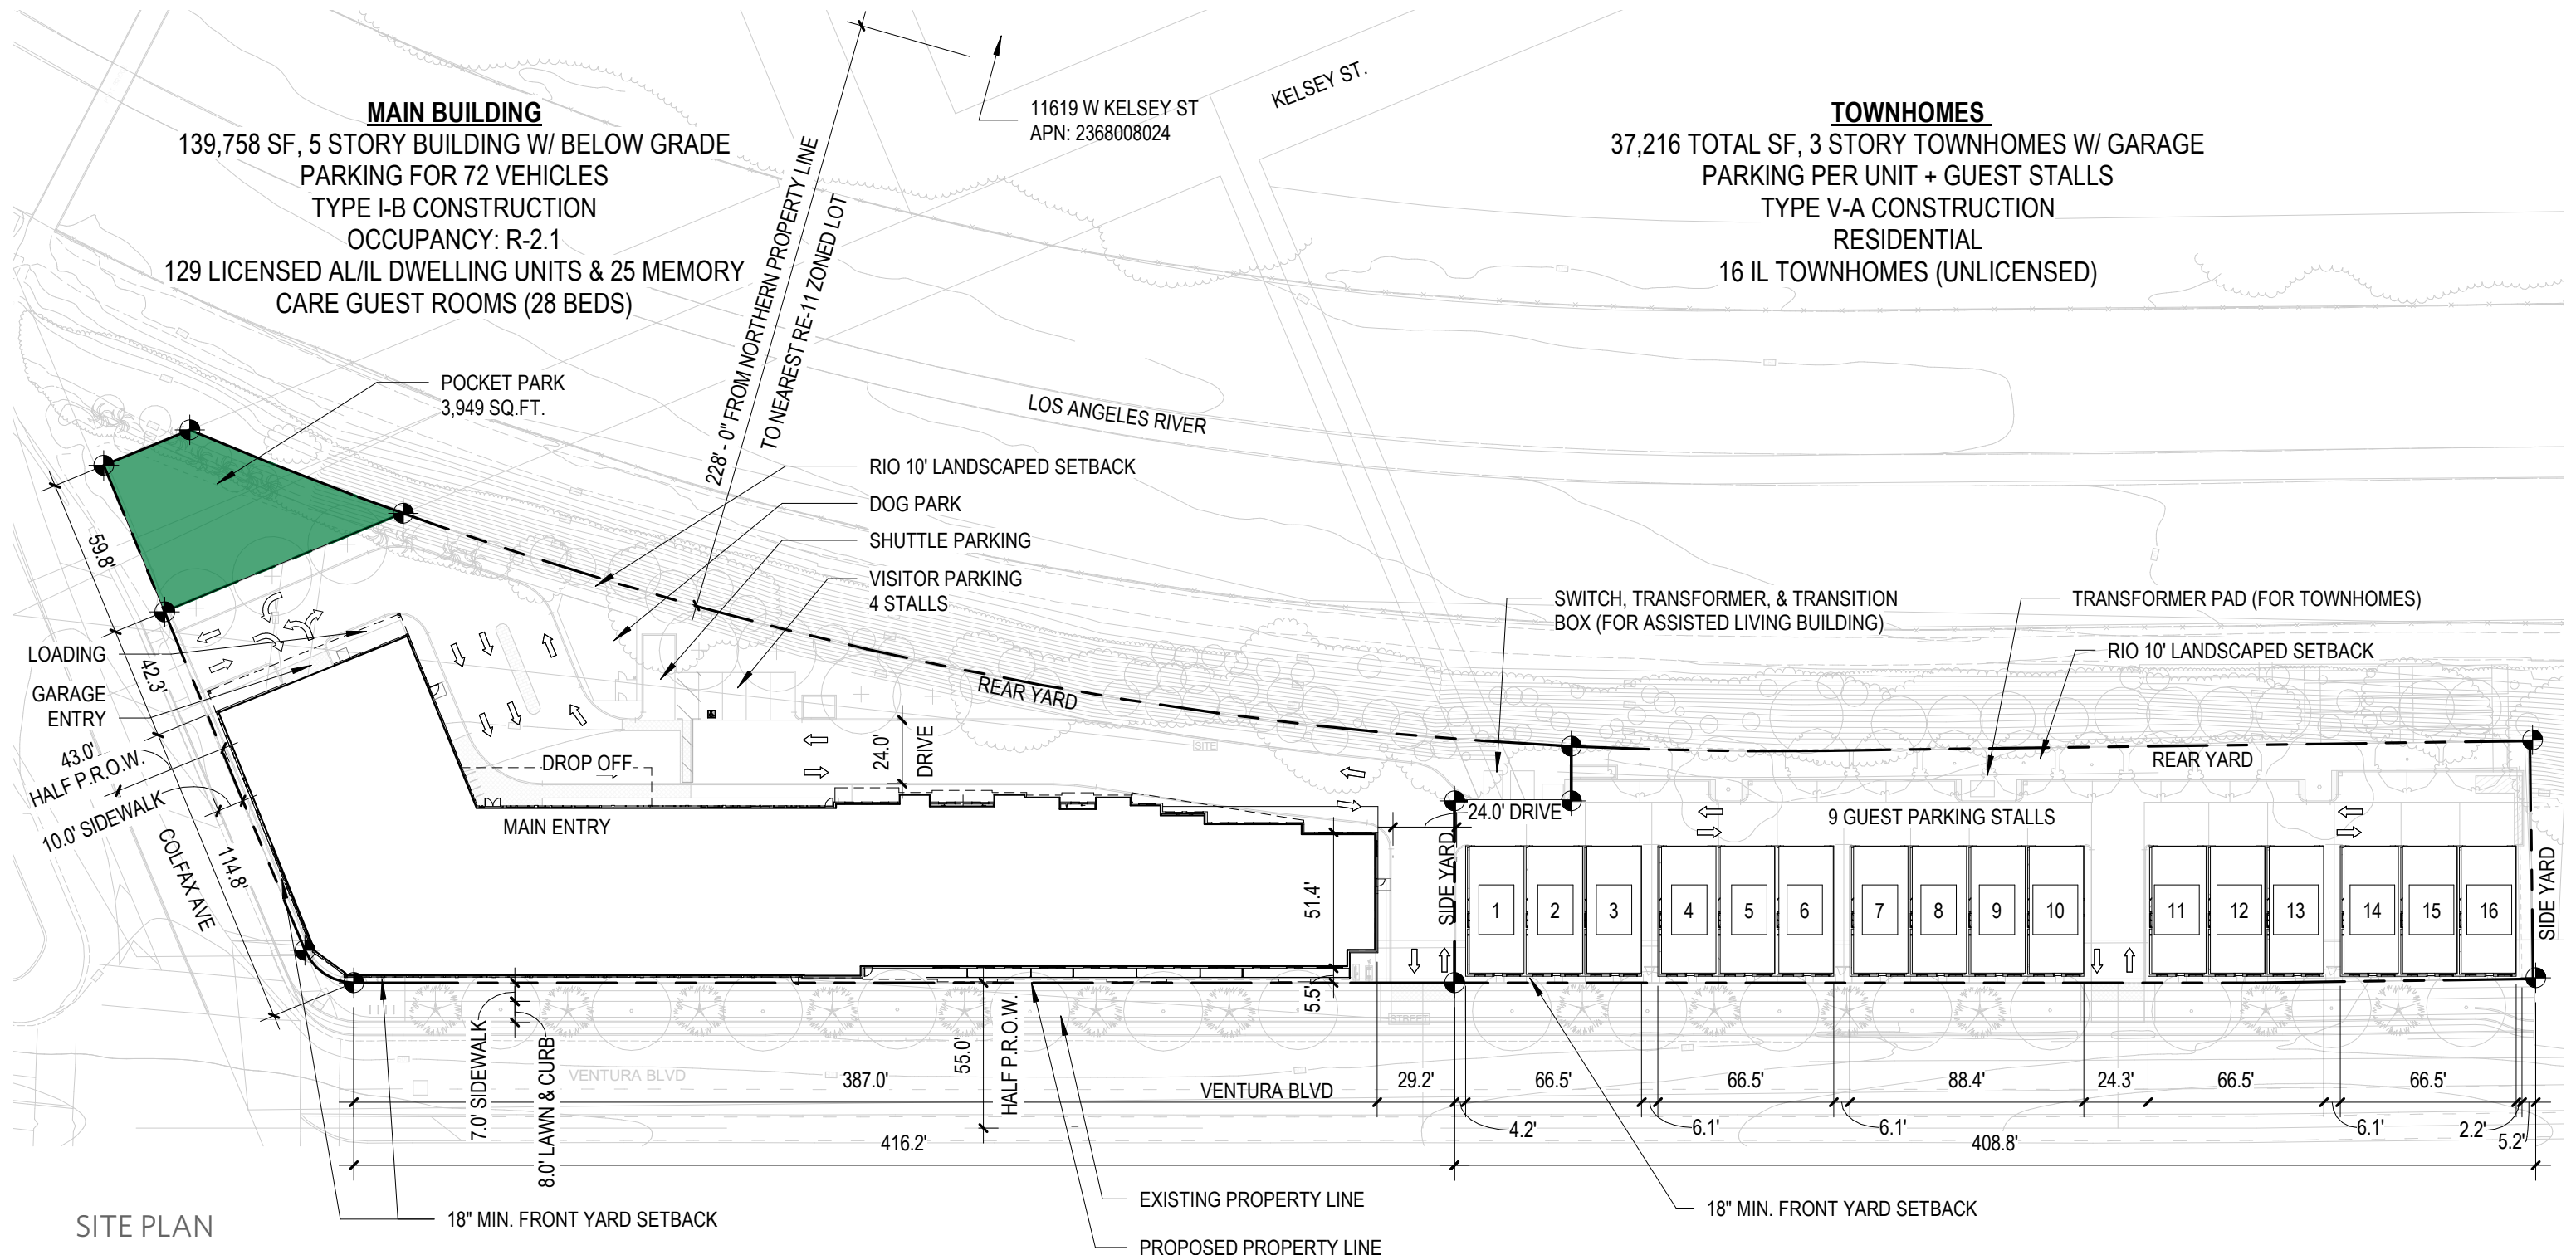 MAIN BUILDING
139,758 SF, 5 STORY BUILDING W/ BELOW GRADE
PARKING FOR 72 VEHICLES
TYPE I-B CONSTRUCTION
OCCUPANCY: R-2.1
129 LICENSED AL/IL DWELLING UNITS & 25 MEMORY
CARE GUEST ROOMS (28 BEDS)
11619 W KELSEY ST
APN: 2368008024
KELSEY ST.
TOWNHOMES
37,216 TOTAL SF, 3 STORY TOWNHOMES W/ GARAGE
PARKING PER UNIT + GUEST STALLS
TYPE V-A CONSTRUCTION
RESIDENTIAL
16 IL TOWNHOMES (UNLICENSED)
228' - 0" FROM NORTHERN PROPERTY LINE
TO NEAREST RE-11 ZONED LOT
POCKET PARK
3,949 SQ.FT.
LOS ANGELES RIVER
RIO 10' LANDSCAPED SETBACK
DOG PARK
SHUTTLE PARKING
VISITOR PARKING
4 STALLS
SWITCH, TRANSFORMER, & TRANSITION
BOX (FOR ASSISTED LIVING BUILDING)
TRANSFORMER PAD (FOR TOWNHOMES)
RIO 10' LANDSCAPED SETBACK
59.8'
LOADING
GARAGE
ENTRY
42.3'
43.0'
HALF P.R.O.W.
10.0' SIDEWALK
COLFAX AVE
114.8'
REAR YARD
SITE
DROP OFF
24.0'
DRIVE
MAIN ENTRY
REAR YARD
24.0' DRIVE
9 GUEST PARKING STALLS
SIDE YARD
51.4'
1
2
3
4
5
6
7
8
9
10
11
12
13
14
15
16
SIDE YARD
5.5'
STREET
7.0' SIDEWALK
8.0' LAWN & CURB
VENTURA BLVD
387.0'
55.0'
HALF P.R.O.W.
VENTURA BLVD
29.2'
66.5'
66.5'
88.4'
24.3'
66.5'
66.5'
4.2'
6.1'
6.1'
6.1'
2.2'
5.2'
416.2'
408.8'
EXISTING PROPERTY LINE
18" MIN. FRONT YARD SETBACK
18" MIN. FRONT YARD SETBACK
PROPOSED PROPERTY LINE
SITE PLAN